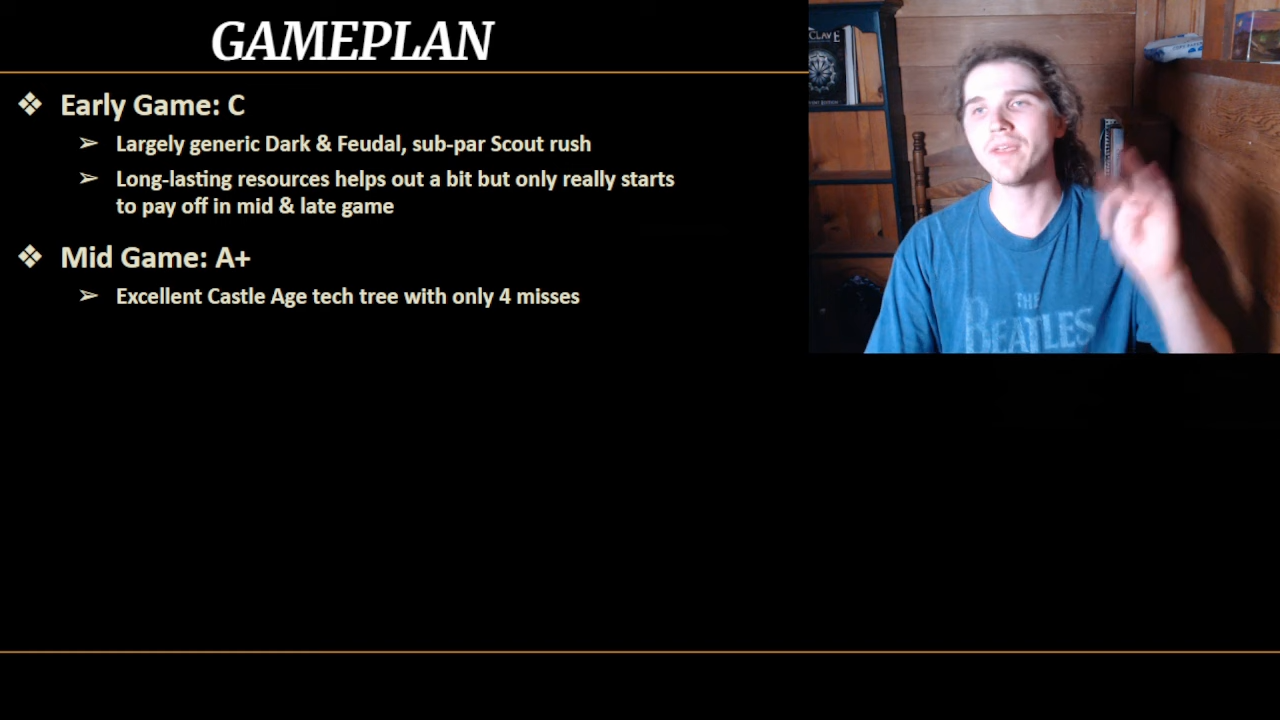 GAMEPLAN
❖ Early Game: C
➢ Largely generic Dark & Feudal, sub-par Scout rush
➢ Long-lasting resources helps out a bit but only really starts
to pay off in mid & late game
❖ Mid Game: A+
➢ Excellent Castle Age tech tree with only 4 misses
THE
BEATLES